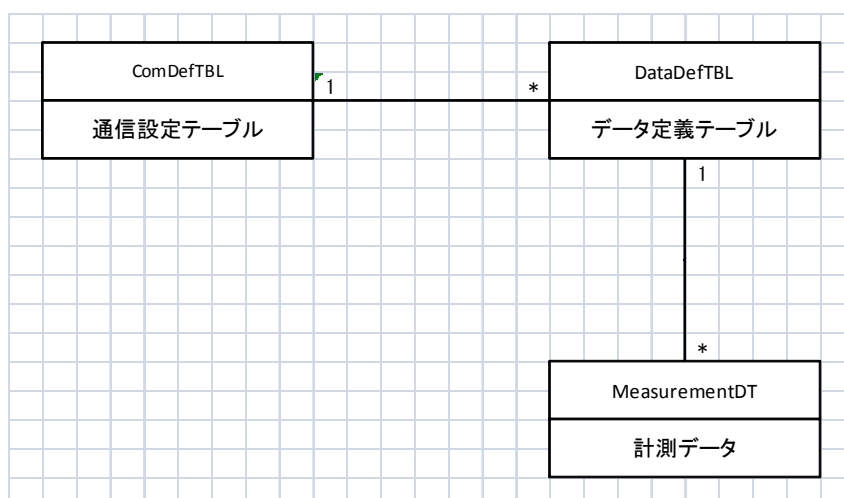 ComDefTBL
通信設定テーブル
1
*
DataDefTBL
データ定義テーブル
1
*
MeasurementDT
計測データ